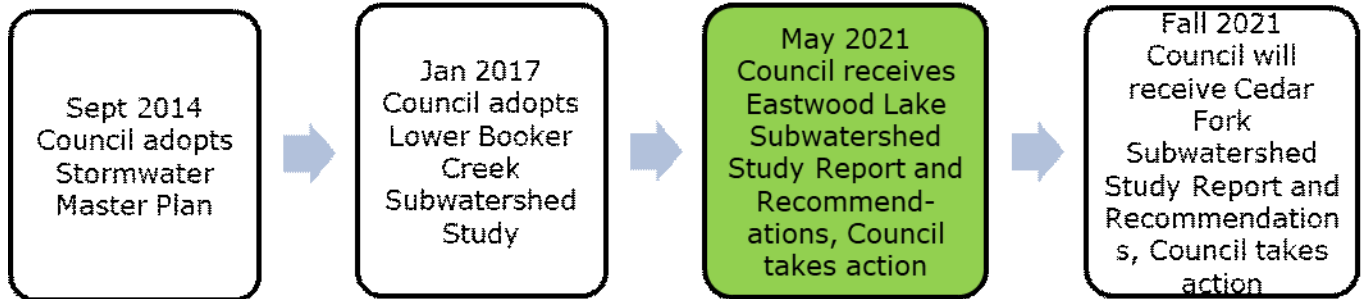 Sept 2014
Council adopts
Stormwater
Master Plan
Jan 2017
Council adopts
Lower Booker
Creek
Subwatershed
Study
May 2021
Council receives
Eastwood Lake
Subwatershed
Study Report and
Recommend-
ations, Council
takes action
Fall 2021
Council will
receive Cedar
Fork
Subwatershed
Study Report and
Recommendation
s, Council takes
action